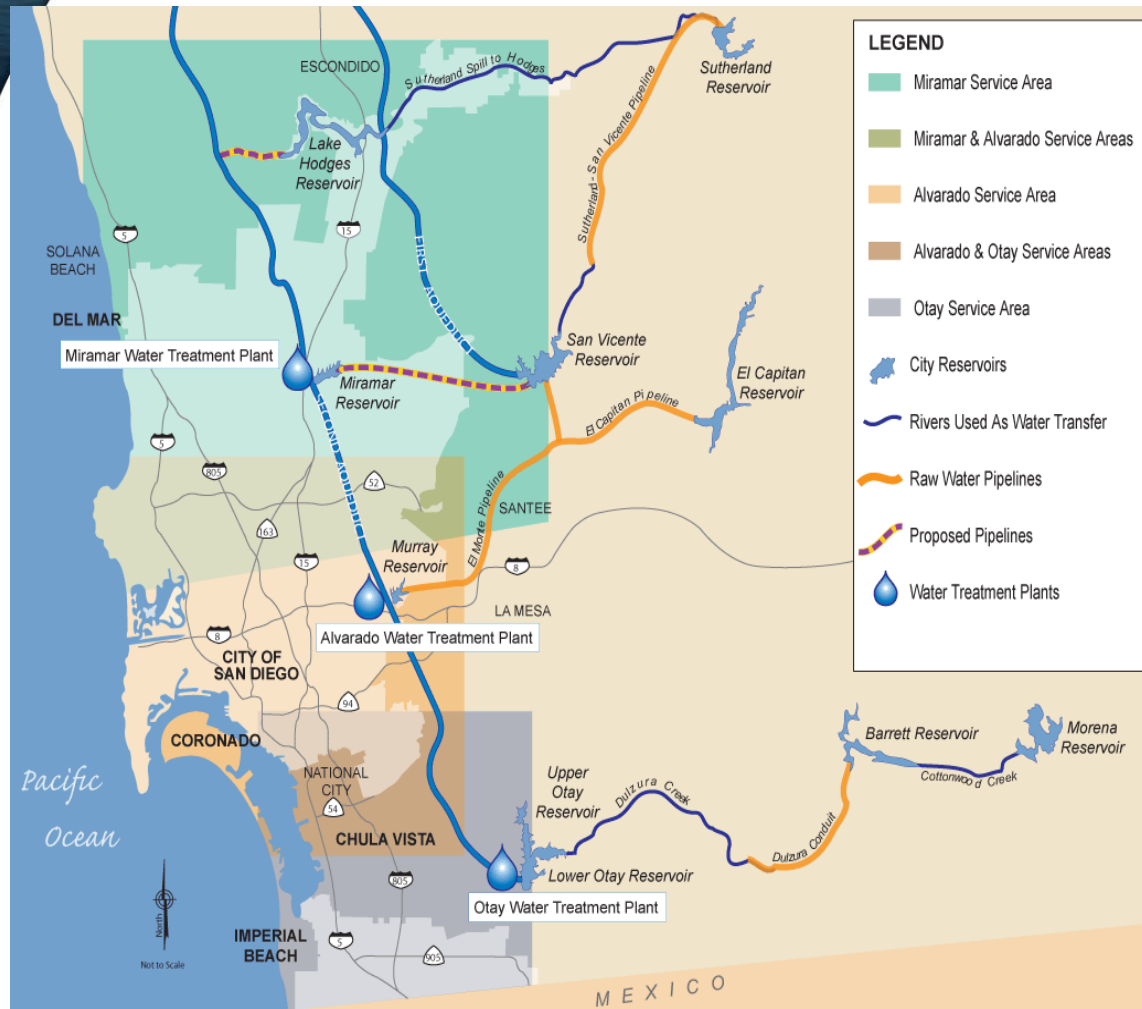 ESCONDIDO
Sutherland Spill to Hodges
Sutherland
Reservoir
Lake
Hodges
Reservoir
Sutherland - San Vicente Pipeline
15
5
SOLANA
BEACH
FIRST AQUEDUCT
DEL MAR
Miramar Water Treatment Plant
San Vicente
Reservoir
El Capitan
Reservoir
Miramar
Reservoir
El Capitan Pipeline
SECOND AQUEDUCT
5
805
52
163
El Monte Pipeline
SANTEE
15
Murray
Reservoir
8
LA MESA
Alvarado Water Treatment Plant
8
CITY OF
SAN DIEGO
94
CORONADO
Pacific
Ocean
NATIONAL
CITY
54
CHULA VISTA
Upper
Otay
Reservoir
Dulzura Creek
Barrett Reservoir
Morena
Reservoir
Cottonwood Creek
Dulzura Conduit
Lower Otay Reservoir
805
Otay Water Treatment Plant
North
Not to Scale
IMPERIAL
BEACH
5
905
MEXICO
LEGEND
Miramar Service Area
Miramar & Alvarado Service Areas
Alvarado Service Area
Alvarado & Otay Service Areas
Otay Service Area
City Reservoirs
Rivers Used As Water Transfer
Raw Water Pipelines
Proposed Pipelines
Water Treatment Plants